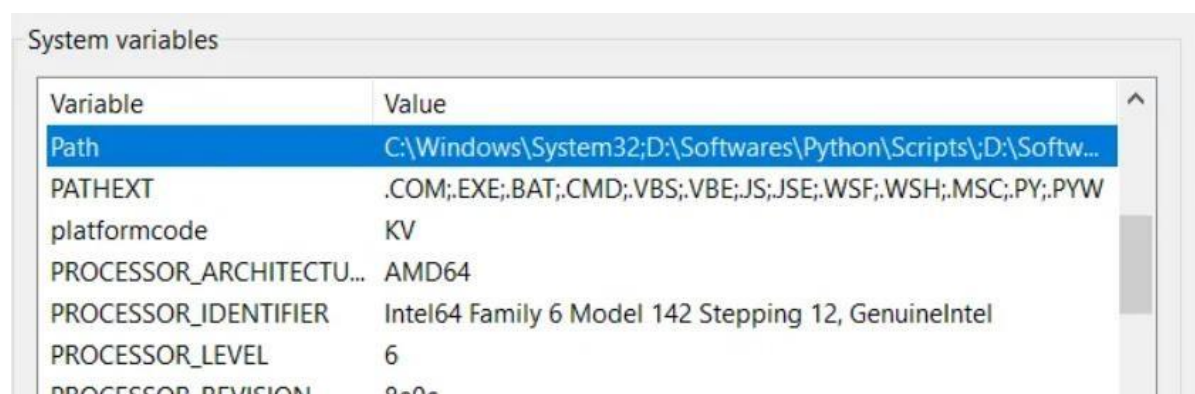 System variables
Variable Value
Path C:\Windows\System32;D:\Softwares\Python\Scripts\;D:\Softw...
PATHEXT .COM;.EXE;.BAT;.CMD;.VBS;.VBE;.JS;.JSE;.WSF;.WSH;.MSC;.PY;.PYW
platformcode KV
PROCESSOR_ARCHITECTU... AMD64
PROCESSOR_IDENTIFIER Intel64 Family 6 Model 142 Stepping 12, GenuineIntel
PROCESSOR_LEVEL 6
PROCESSOR_REVISION